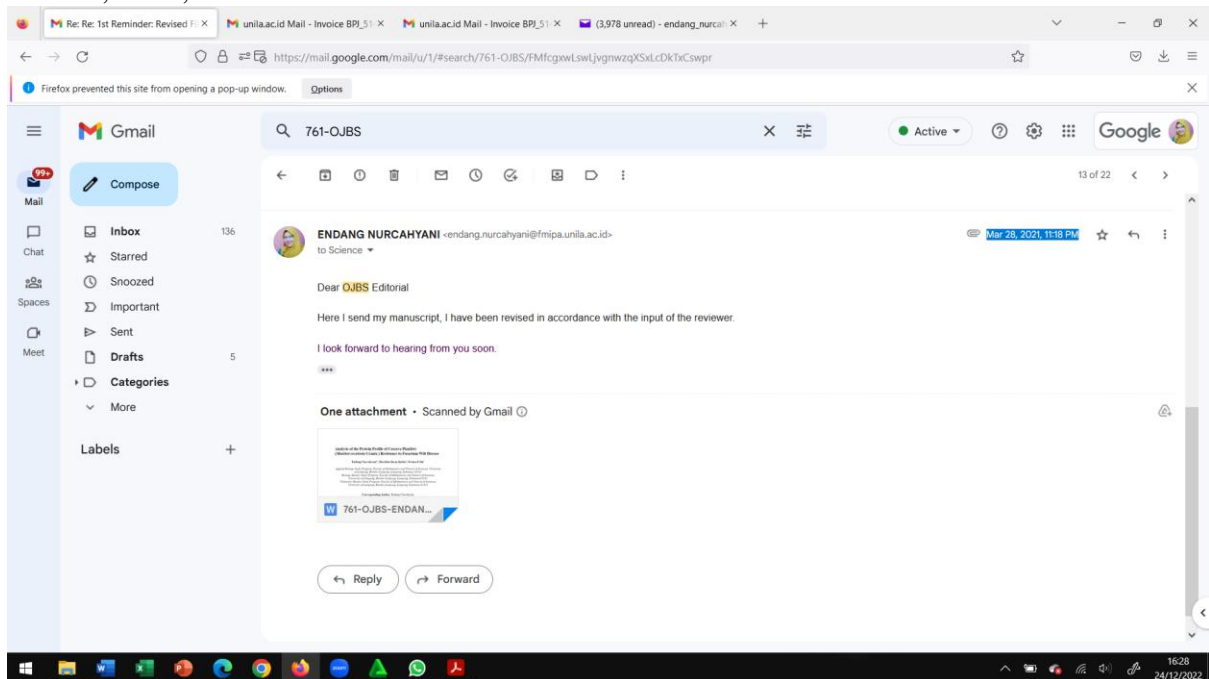 Re: Re: 1st Reminder: Revised F
unila.ac.id Mail - Invoice BPJ_51
unila.ac.id Mail - Invoice BPJ_51
(3,978 unread) - endang_nurcah
https://mail.google.com/mail/u/1/#search/761-OJBS/FMfcgxwLswLjvgnwzqXSxLcDkTxCswpr
Firefox prevented this site from opening a pop-up window. Options
Gmail
761-OJBS
Active
Google
99+
Mail
Compose
13 of 22
Chat
Spaces
Meet
Inbox 136
Starred
Snoozed
Important
Sent
Drafts 5
Categories
More
Labels
ENDANG NURCAHYANI <endang.nurcahyani@fmipa.unila.ac.id>
Mar 28, 2021, 11:18 PM
to Science
Dear OJBS Editorial
Here I send my manuscript, I have been revised in accordance with the input of the reviewer.
I look forward to hearing from you soon.
One attachment • Scanned by Gmail
W 761-OJBS-ENDAN...
Reply
Forward
zoom
16:28
24/12/2022